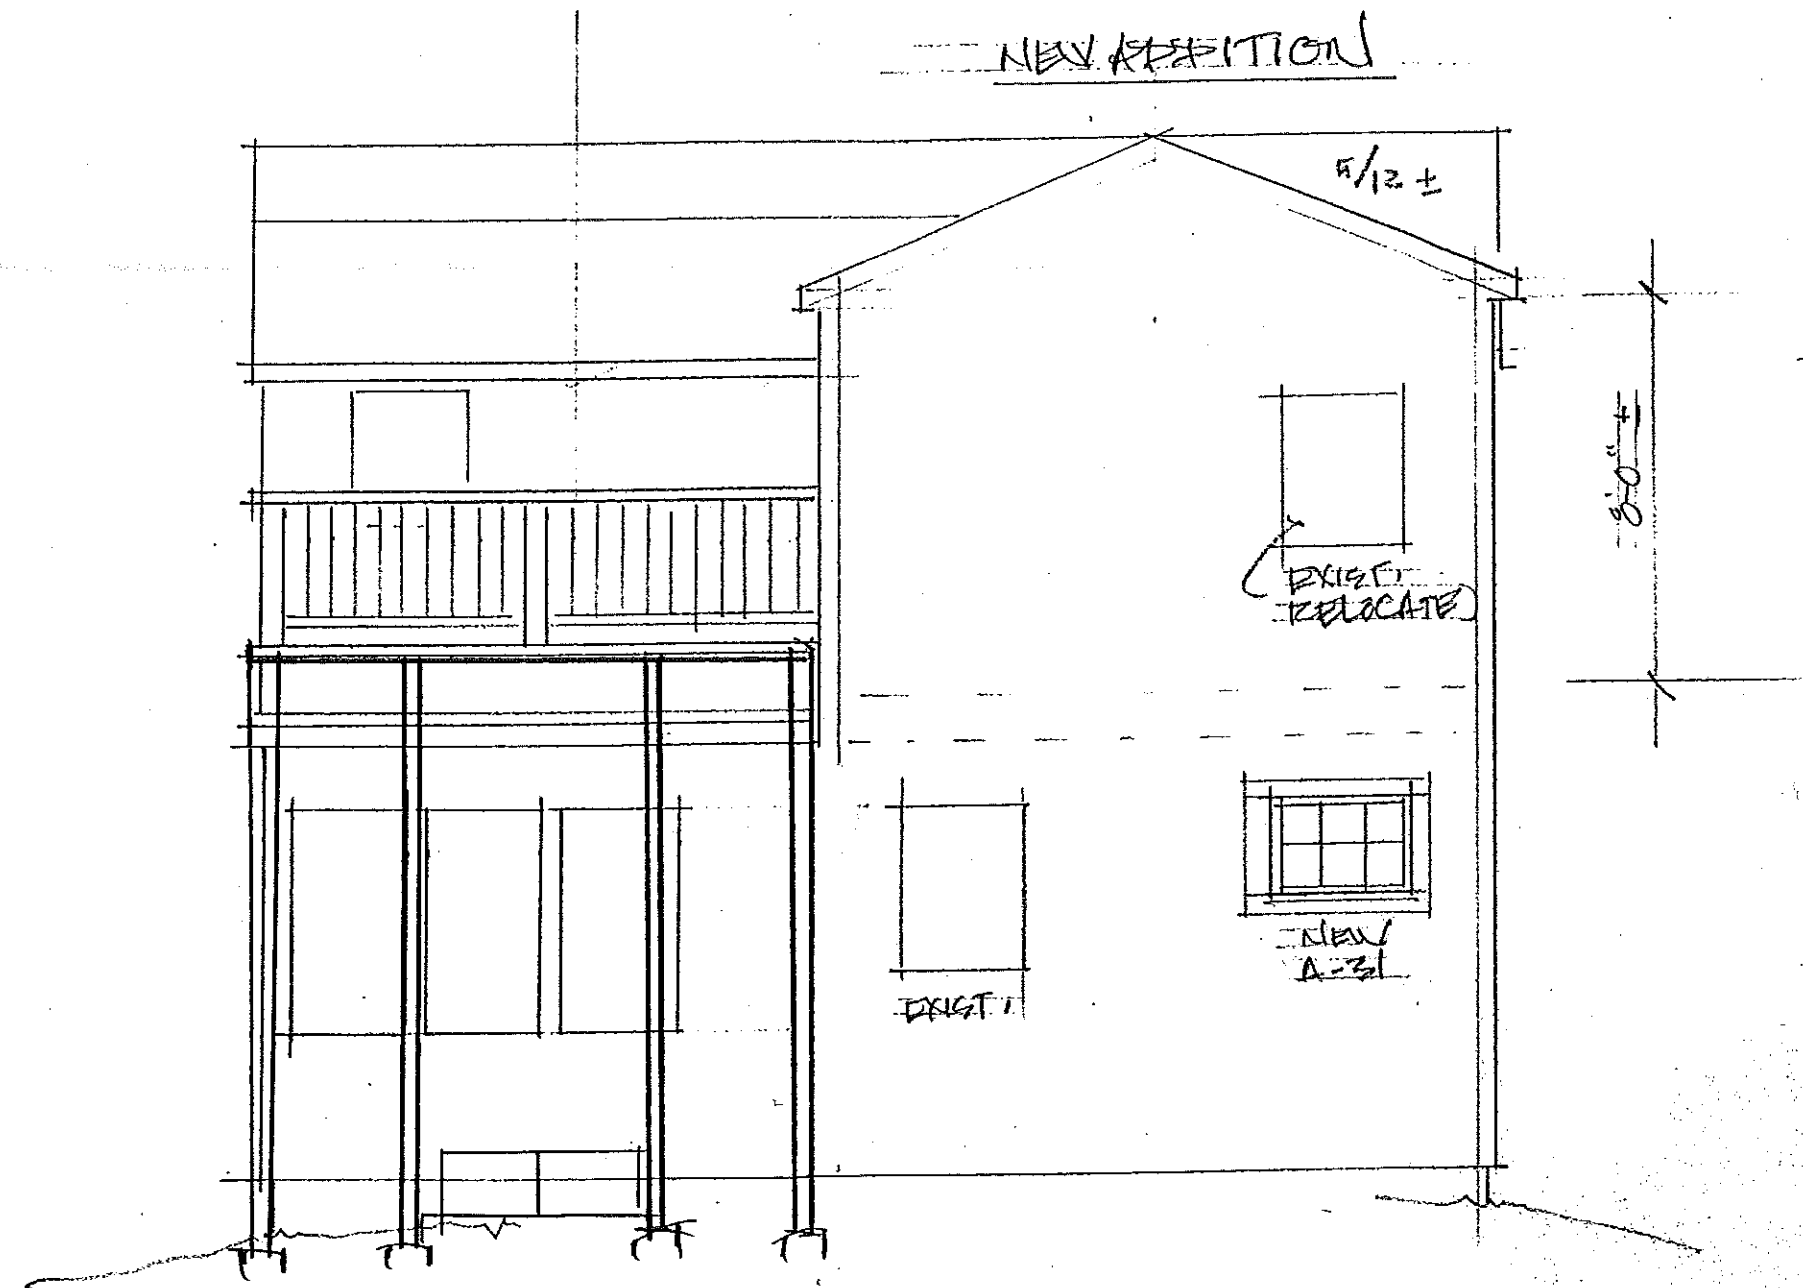 NEW ADDITION
5/12 ±
8'-0" ±
EXIST.
RELOCATE
EXIST.
NEW
A-31